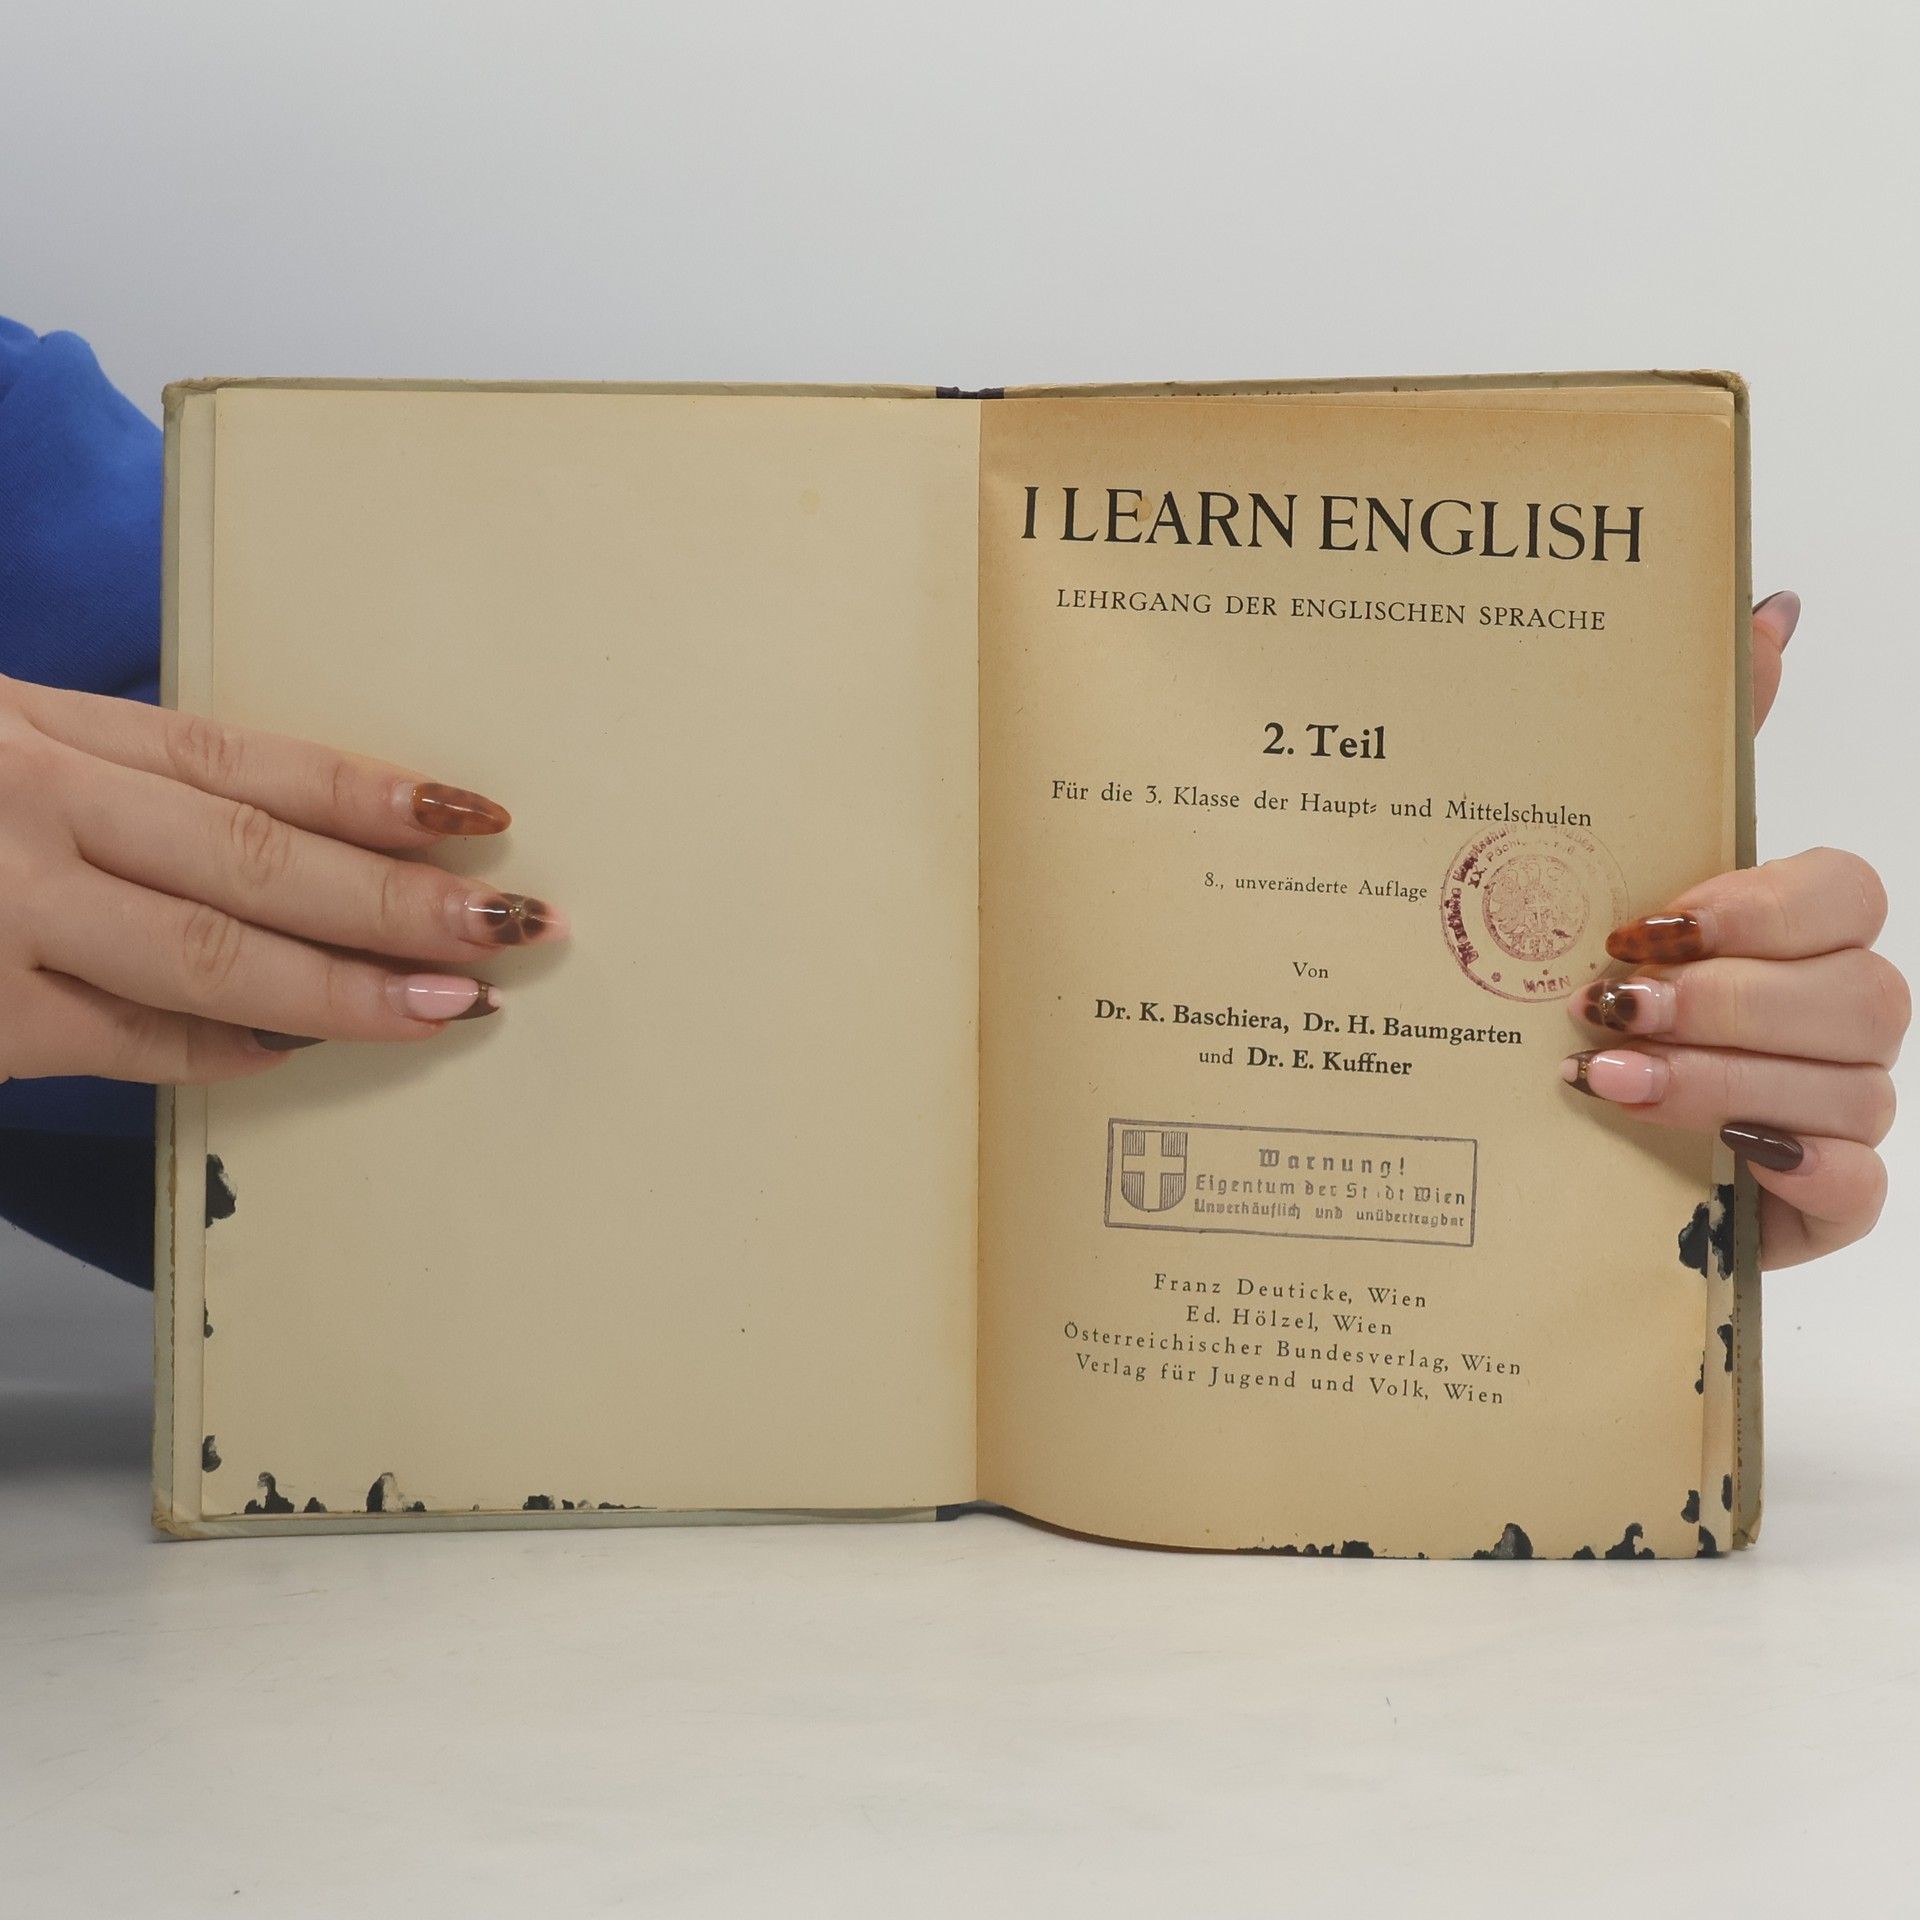 I LEARN ENGLISH
LEHRGANG DER ENGLISCHEN SPRACHE
2. Teil
Für die 3. Klasse der Haupt- und Mittelschulen
8., unveränderte Auflage
XX.
WIEN
Von
Dr. K. Baschiera, Dr. H. Baumgarten
und Dr. E. Kuffner
Warnung!
Eigentum der Stadt Wien
Unverkäuflich und unübertragbar
Franz Deuticke, Wien
Ed. Hölzel, Wien
Österreichischer Bundesverlag, Wien
Verlag für Jugend und Volk, Wien